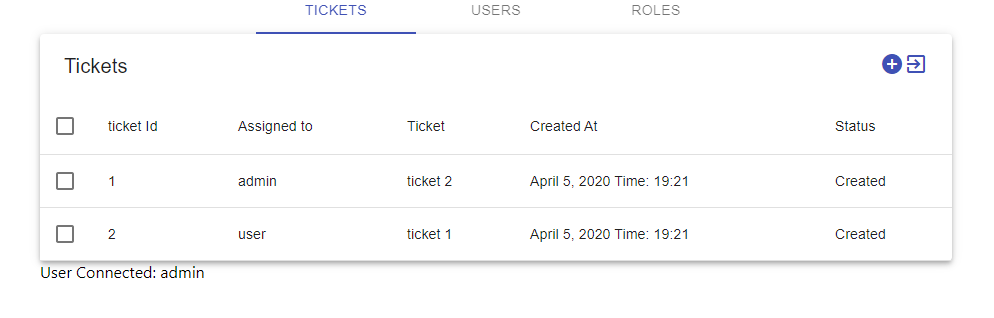 TICKETS USERS ROLES
Tickets
ticket Id Assigned to Ticket Created At Status
1 admin ticket 2 April 5, 2020 Time: 19:21 Created
2 user ticket 1 April 5, 2020 Time: 19:21 Created
User Connected: admin